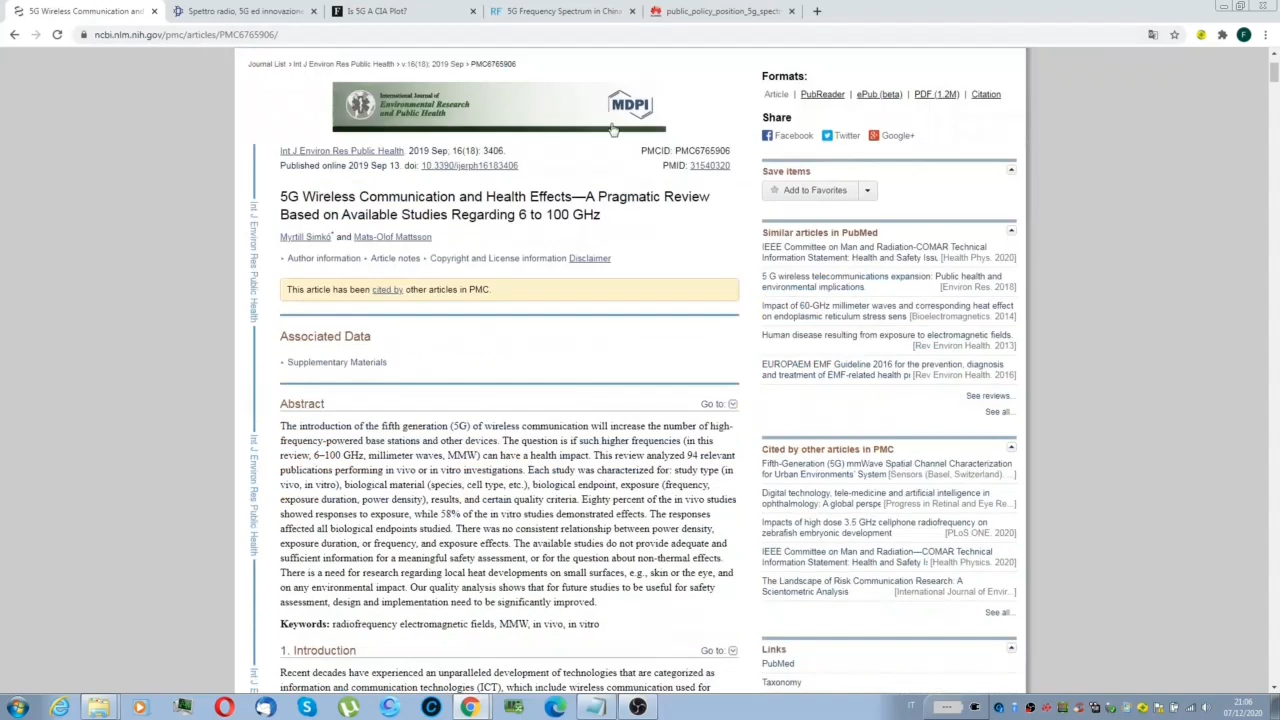 5G Wireless Communication and
Spettro radio, 5G ed innovazione
Is 5G A CIA Plot?
5G Frequency Spectrum in China
public_policy_position_5g_spectr
ncbi.nlm.nih.gov/pmc/articles/PMC6765906/
F
Journal List > Int J Environ Res Public Health > v.16(18); 2019 Sep > PMC6765906
International Journal of
Environmental Research
and Public Health
MDPI
Int J Environ Res Public Health. 2019 Sep; 16(18): 3406.
PMCID: PMC6765906
Published online 2019 Sep 13. doi: 10.3390/ijerph16183406
PMID: 31540320
5G Wireless Communication and Health Effects—A Pragmatic Review
Based on Available Studies Regarding 6 to 100 GHz
Myrtill Simkó* and Mats-Olof Mattsson
Author information • Article notes • Copyright and License information Disclaimer
This article has been cited by other articles in PMC.
Associated Data
Supplementary Materials
Abstract
Go to:
The introduction of the fifth generation (5G) of wireless communication will increase the number of high-
frequency-powered base stations and other devices. The question is if such higher frequencies (in this
review, 6–100 GHz, millimeter waves, MMW) can have a health impact. This review analyzed 94 relevant
publications performing in vivo or in vitro investigations. Each study was characterized for: study type (in
vivo, in vitro), biological material (species, cell type, etc.), biological endpoint, exposure (frequency,
exposure duration, power density), results, and certain quality criteria. Eighty percent of the in vivo studies
showed responses to exposure, while 58% of the in vitro studies demonstrated effects. The responses
affected all biological endpoints studied. There was no consistent relationship between power density,
exposure duration, or frequency, and exposure effects. The available studies do not provide adequate and
sufficient information for a meaningful safety assessment, or for the question about non-thermal effects.
There is a need for research regarding local heat developments on small surfaces, e.g., skin or the eye, and
on any environmental impact. Our quality analysis shows that for future studies to be useful for safety
assessment, design and implementation need to be significantly improved.
Keywords: radiofrequency electromagnetic fields, MMW, in vivo, in vitro
1. Introduction
Go to:
Recent decades have experienced an unparalleled development of technologies that are categorized as
information and communication technologies (ICT), which include wireless communication used for
Int J Environ Res Public Health
Int J Environ Res Public Health
Int J E
Formats:
Article | PubReader | ePub (beta) | PDF (1.2M) | Citation
Share
Facebook Twitter Google+
Save items
Add to Favorites
Similar articles in PubMed
IEEE Committee on Man and Radiation-COMAR Technical
Information Statement: Health and Safety Issu [Health Phys. 2020]
5 G wireless telecommunications expansion: Public health and
environmental implications. [Environ Res. 2018]
Impact of 60-GHz millimeter waves and corresponding heat effect
on endoplasmic reticulum stress sens [Bioelectromagnetics. 2014]
Human disease resulting from exposure to electromagnetic fields.
[Rev Environ Health. 2013]
EUROPAEM EMF Guideline 2016 for the prevention, diagnosis
and treatment of EMF-related health pr [Rev Environ Health. 2016]
See reviews...
See all...
Cited by other articles in PMC
Fifth-Generation (5G) mmWave Spatial Channel Characterization
for Urban Environments' System [Sensors (Basel, Switzerland). ...]
Digital technology, tele-medicine and artificial intelligence in
ophthalmology: A global perspe [Progress in Retinal and Eye Re...]
Impacts of high dose 3.5 GHz cellphone radiofrequency on
zebrafish embryonic development [PLoS ONE. 2020]
IEEE Committee on Man and Radiation—COMAR Technical
Information Statement: Health and Safety Is [Health Physics. 2020]
The Landscape of Risk Communication Research: A
Scientometric Analysis [International Journal of Envir...]
See all...
Links
PubMed
Taxonomy
IT
21:06
07/12/2020